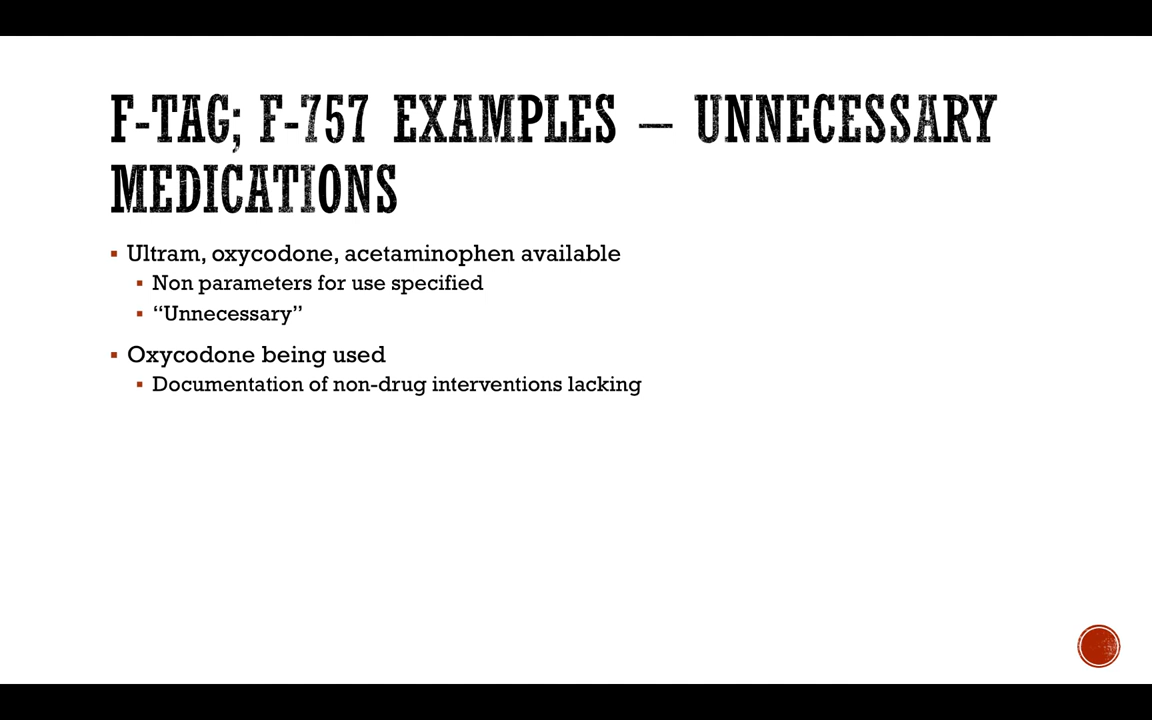 F-TAG; F-757 EXAMPLES – UNNECESSARY
MEDICATIONS
Ultram, oxycodone, acetaminophen available
Non parameters for use specified
“Unnecessary”
Oxycodone being used
Documentation of non-drug interventions lacking